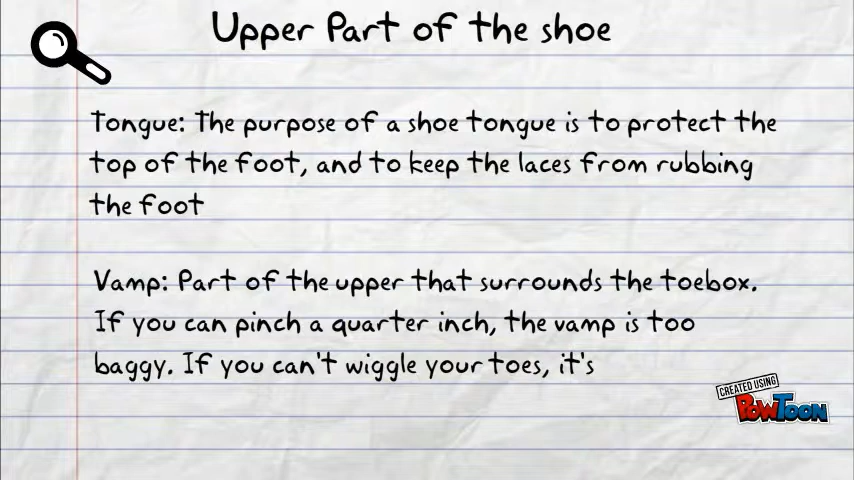 Upper Part of the shoe
Tongue: The purpose of a shoe tongue is to protect the
top of the foot, and to keep the laces from rubbing
the foot
Vamp: Part of the upper that surrounds the toebox.
If you can pinch a quarter inch, the vamp is too
baggy. If you can't wiggle your toes, it's
CREATED USING
POWTOON